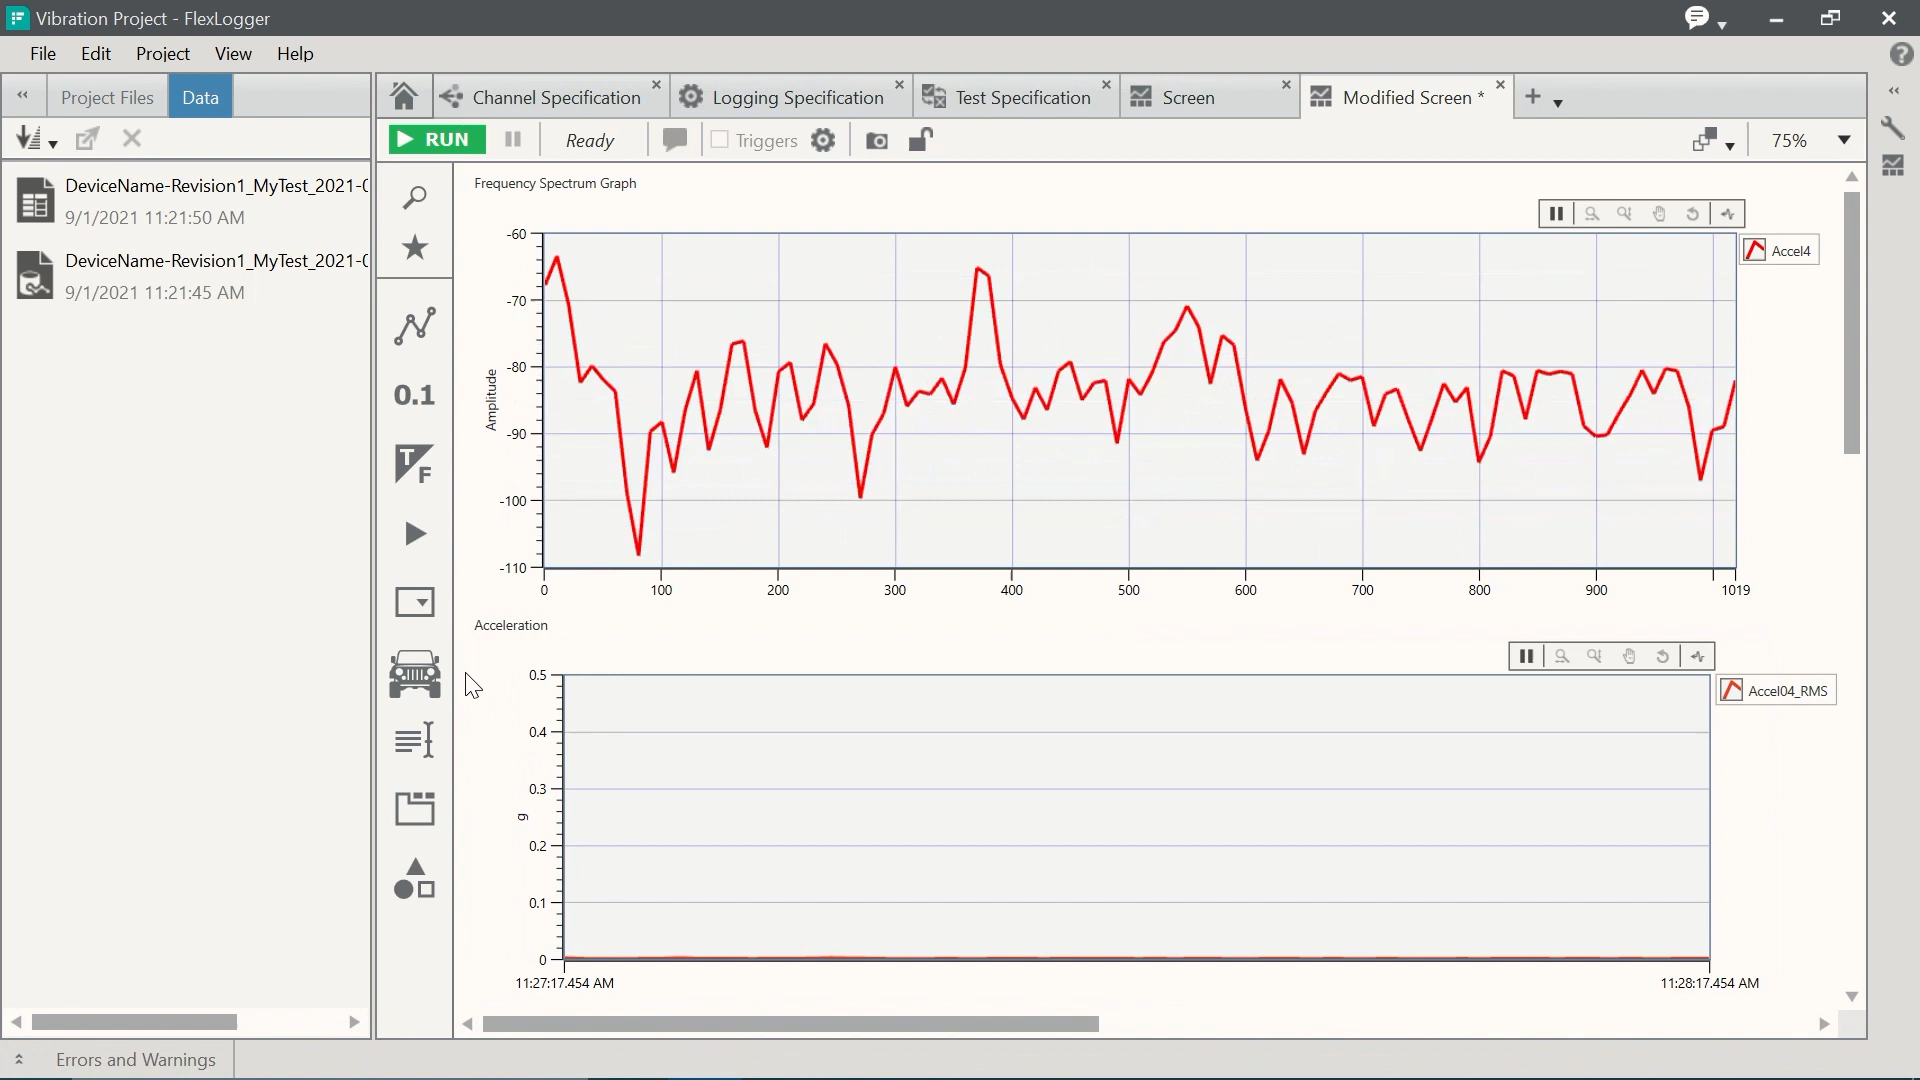 Vibration Project - FlexLogger
File Edit Project View Help
Project Files Data
Channel Specification Logging Specification Test Specification Screen Modified Screen *
RUN Ready Triggers 75%
DeviceName-Revision1_MyTest_2021-0
9/1/2021 11:21:50 AM
DeviceName-Revision1_MyTest_2021-0
9/1/2021 11:21:45 AM
0.1
T
F
Frequency Spectrum Graph
Accel4
Amplitude
-60
-70
-80
-90
-100
-110
0 100 200 300 400 500 600 700 800 900 1019
Acceleration
Accel04_RMS
g
0.5
0.4
0.3
0.2
0.1
0
11:27:17.454 AM 11:28:17.454 AM
Errors and Warnings